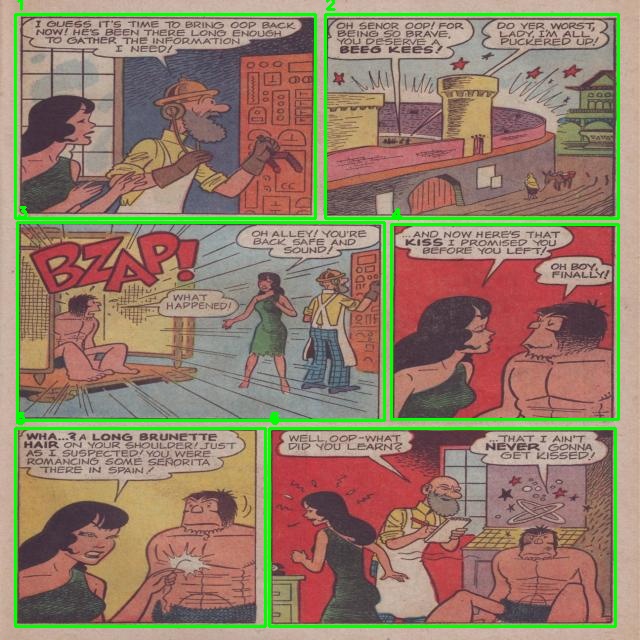 1
I GUESS IT'S TIME TO BRING OOP BACK
NOW! HE'S BEEN THERE LONG ENOUGH
TO GATHER THE INFORMATION
I NEED!
2
OH SENOR OOP! FOR
BEING SO BRAVE,
YOU DESERVE A
BEEG KEES!
DO YER WORST,
LADY, I'M ALL
PUCKERED UP!
3
BZAP!
WHAT
HAPPENED!
OH ALLEY! YOU'RE
BACK SAFE AND
SOUND!
4
...AND NOW HERE'S THAT
KISS I PROMISED YOU
BEFORE YOU LEFT!
OH BOY,
FINALLY!
WHA...? A LONG BRUNETTE
HAIR ON YOUR SHOULDER! JUST
AS I SUSPECTED! YOU WERE
ROMANCING SOME SEÑORITA
THERE IN SPAIN!
WELL, OOP-WHAT
DID YOU LEARN?
...THAT I AIN'T
NEVER GONNA
GET KISSED!